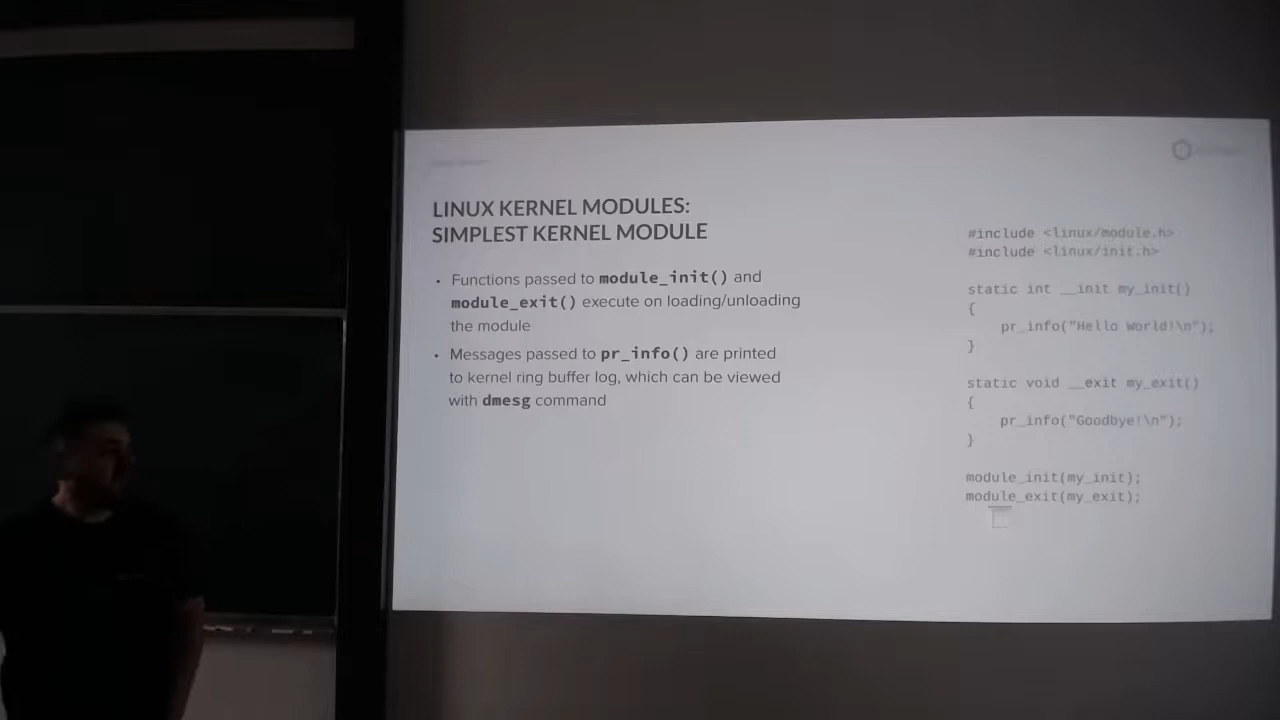 LINUX KERNEL MODULES:
SIMPLEST KERNEL MODULE
• Functions passed to module_init() and
module_exit() execute on loading/unloading
the module
• Messages passed to pr_info() are printed
to kernel ring buffer log, which can be viewed
with dmesg command
#include <linux/module.h>
#include <linux/init.h>
static int __init my_init()
{
pr_info("Hello World!\n");
}
static void __exit my_exit()
{
pr_info("Goodbye!\n");
}
module_init(my_init);
module_exit(my_exit);